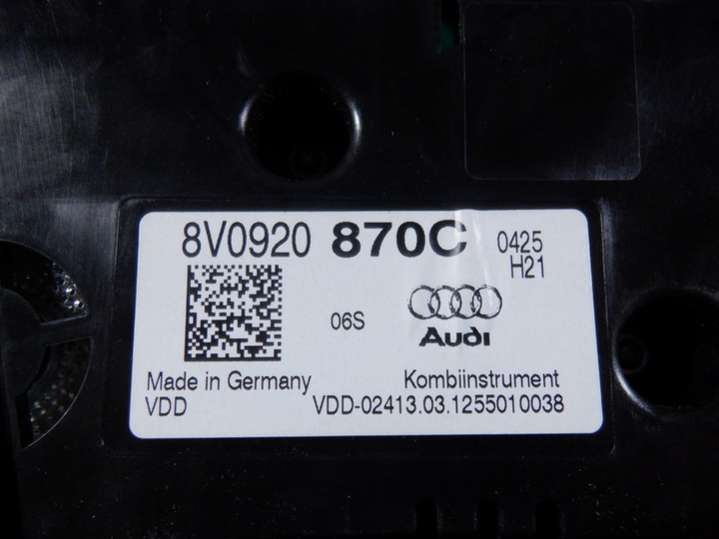 8V0920 870C 0425
H21
06S
Audi
Made in Germany Kombiinstrument
VDD VDD-02413.03.1255010038